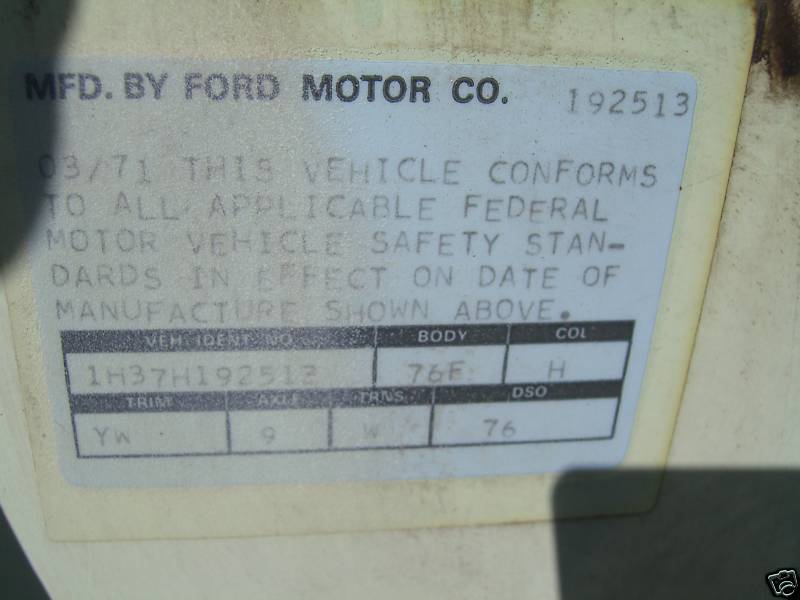 MFD. BY FORD MOTOR CO. 192513
03/71 THIS VEHICLE CONFORMS
TO ALL APPLICABLE FEDERAL
MOTOR VEHICLE SAFETY STAN-
DARDS IN EFFECT ON DATE OF
MANUFACTURE SHOWN ABOVE.
VEH. IDENT. NO. BODY COL
1H37H192513 76F H
TRIM AXLE TRNS. DSO
YW 9 W 76